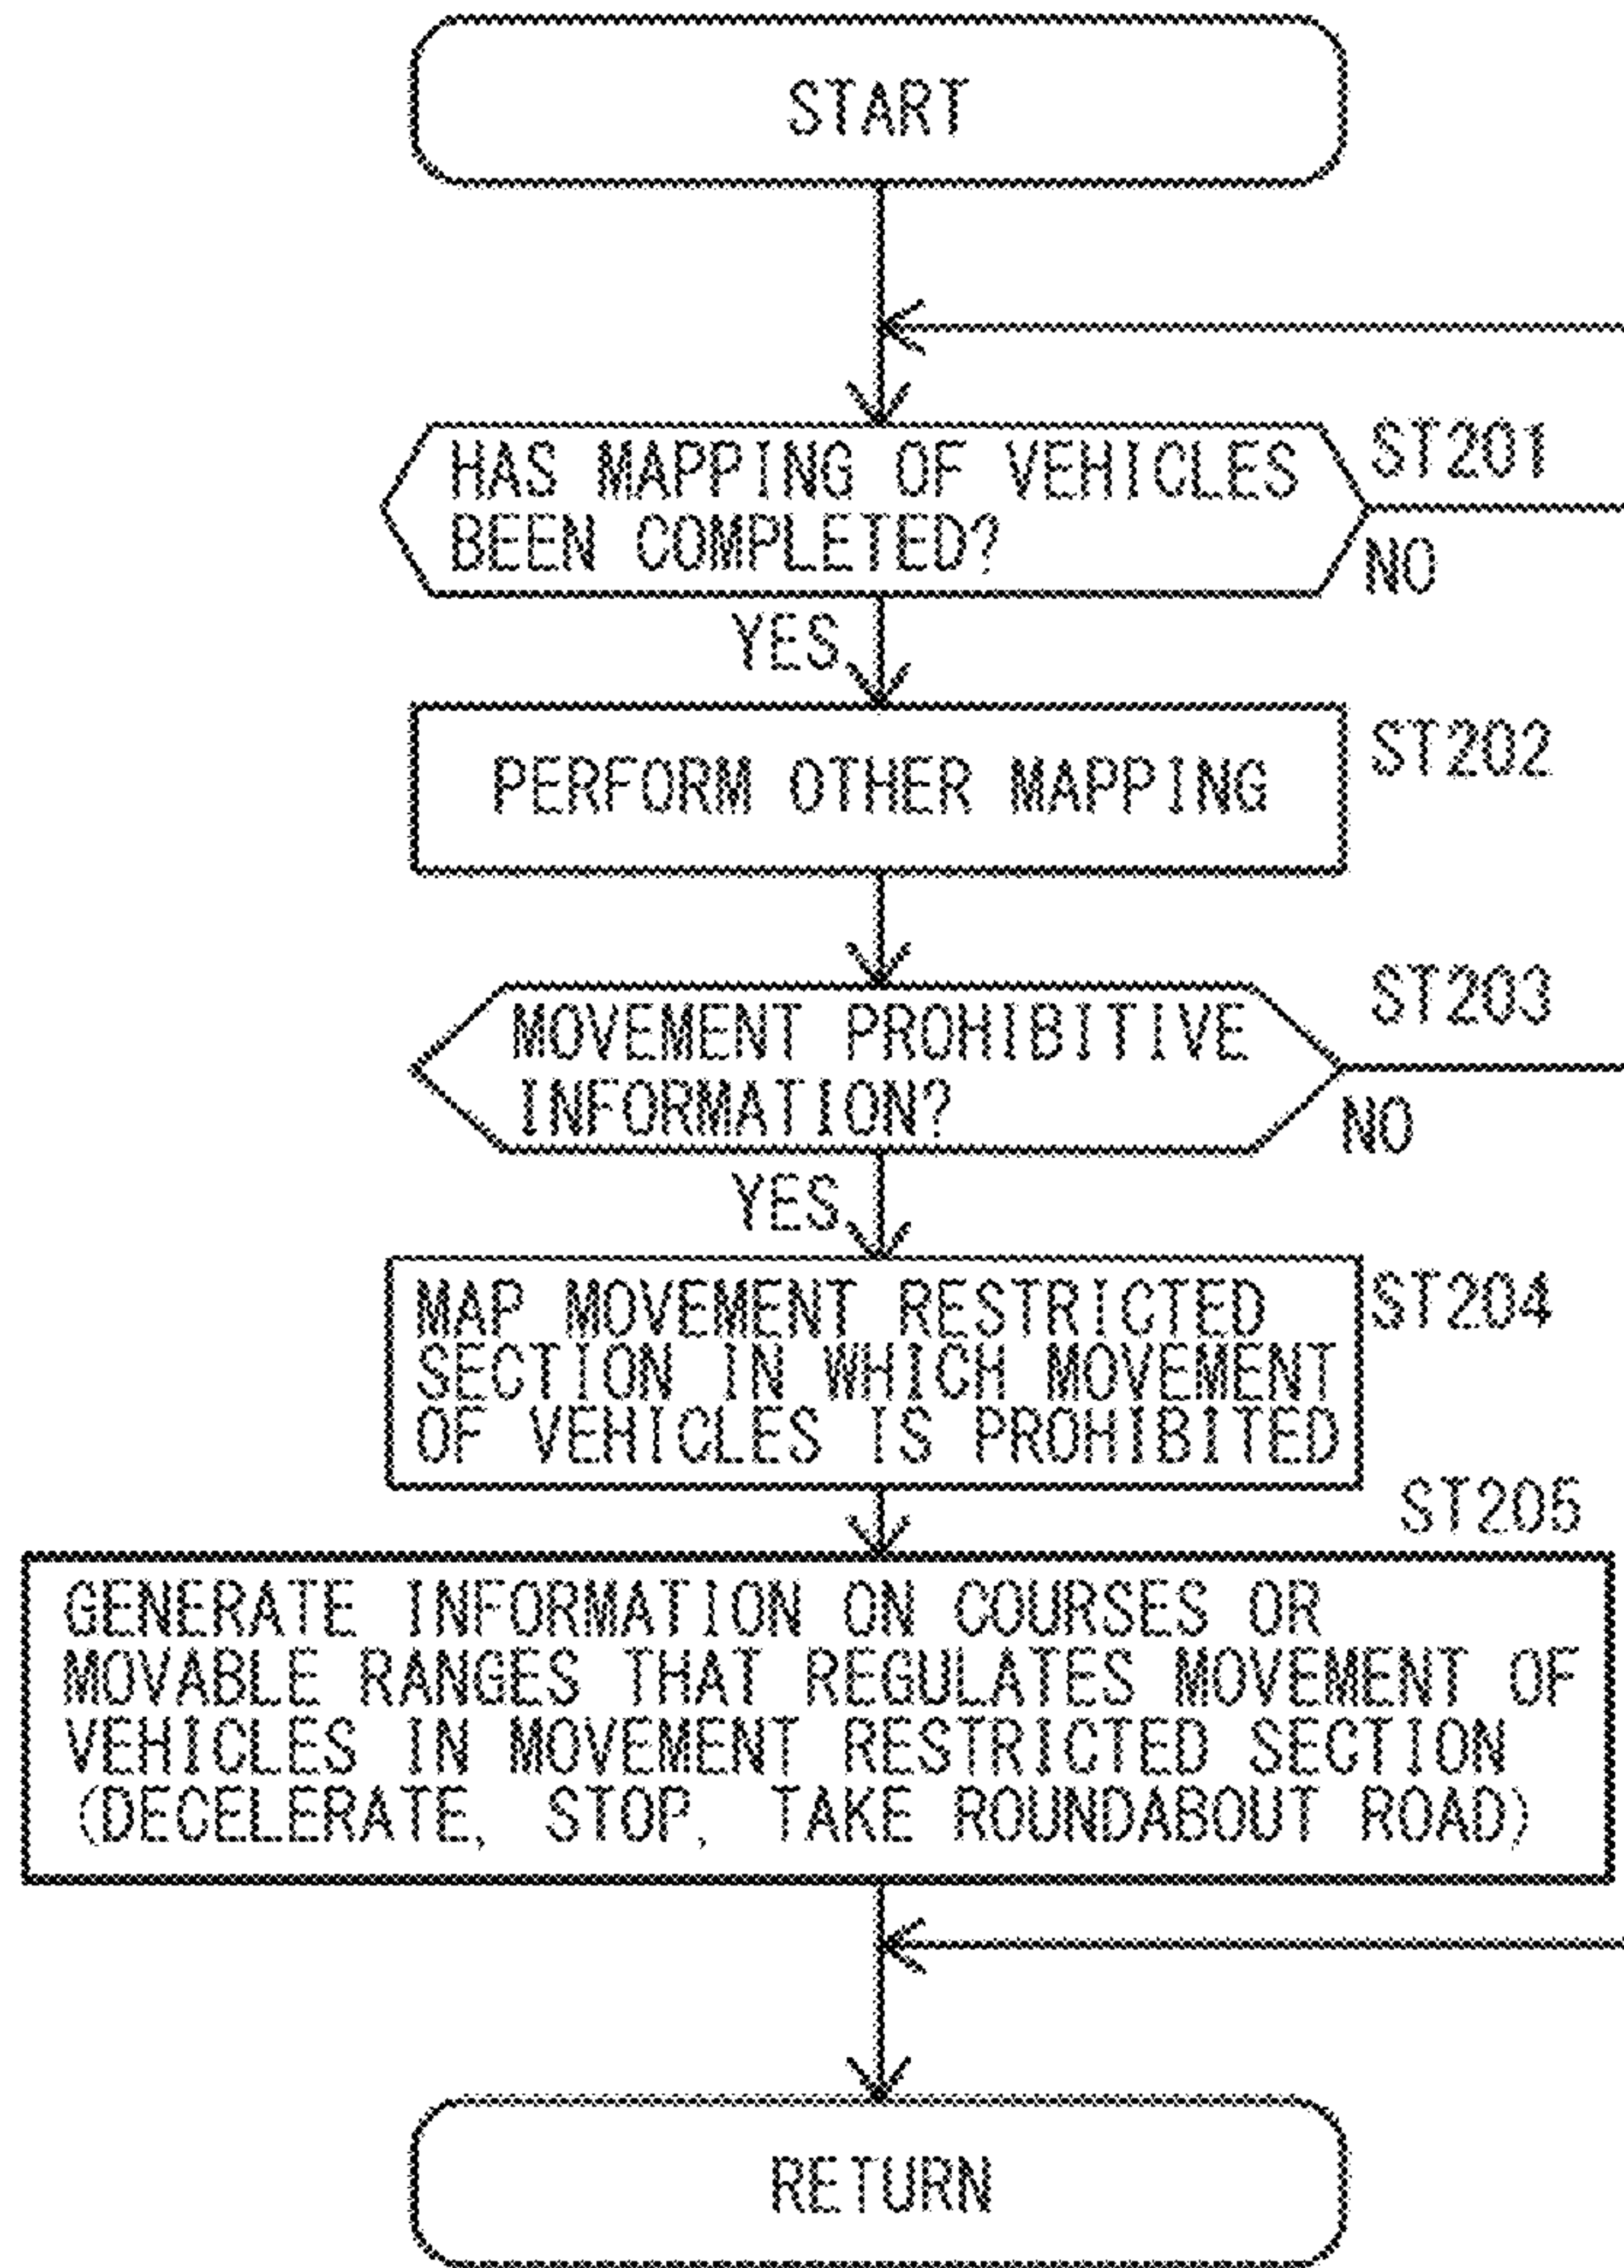 START
HAS MAPPING OF VEHICLES
BEEN COMPLETED?
ST201
NO
YES
PERFORM OTHER MAPPING
ST202
MOVEMENT PROHIBITIVE
INFORMATION?
ST203
NO
YES
MAP MOVEMENT RESTRICTED
SECTION IN WHICH MOVEMENT
OF VEHICLES IS PROHIBITED
ST204
ST205
GENERATE INFORMATION ON COURSES OR
MOVABLE RANGES THAT REGULATES MOVEMENT OF
VEHICLES IN MOVEMENT RESTRICTED SECTION
(DECELERATE, STOP, TAKE ROUNDABOUT ROAD)
RETURN